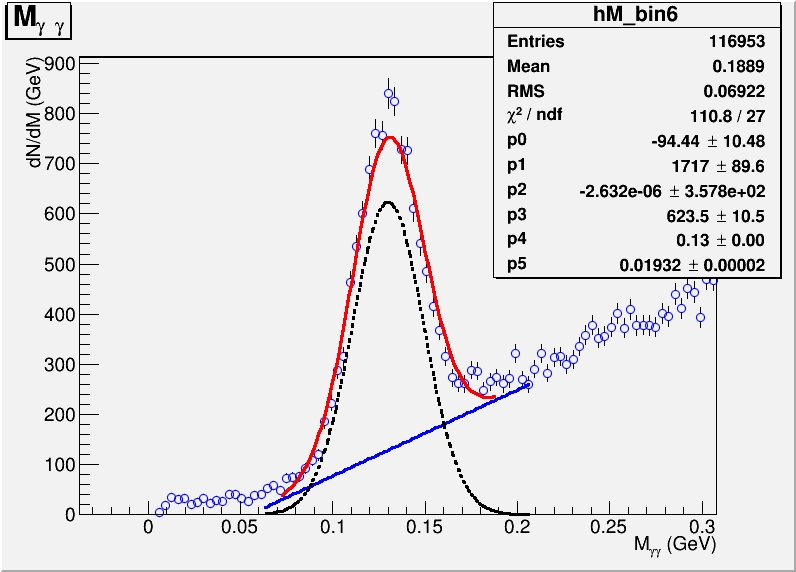 Mγ γ
hM_bin6
Entries 116953
Mean 0.1889
RMS 0.06922
χ² / ndf 110.8 / 27
p0 -94.44 ± 10.48
p1 1717 ± 89.6
p2 -2.632e-06 ± 3.578e+02
p3 623.5 ± 10.5
p4 0.13 ± 0.00
p5 0.01932 ± 0.00002
dN/dM (GeV)
900
800
700
600
500
400
300
200
100
0
0 0.05 0.1 0.15 0.2 0.25 0.3
Mγγ (GeV)